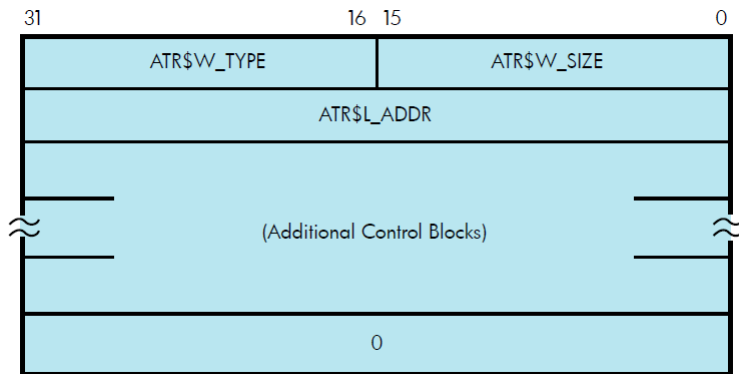 31 16 15 0
ATR$W_TYPE ATR$W_SIZE
ATR$L_ADDR
(Additional Control Blocks)
0